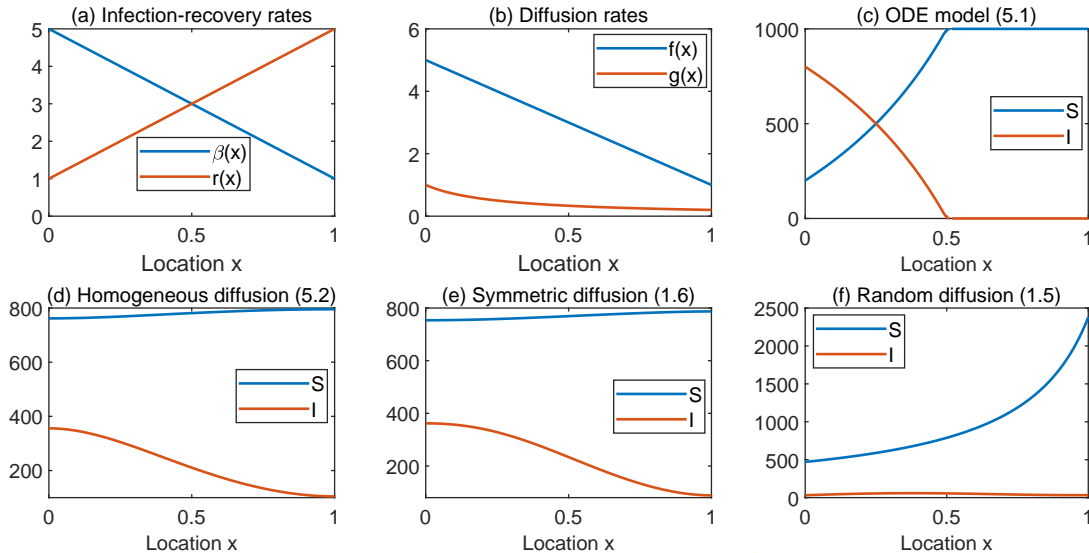 (a) Infection-recovery rates
5
4
3
2
1
0
β(x)
r(x)
0
0.5
1
Location x
(b) Diffusion rates
6
4
2
0
f(x)
g(x)
0
0.5
1
Location x
(c) ODE model (5.1)
1000
500
0
S
I
0
0.5
1
Location x
(d) Homogeneous diffusion (5.2)
800
600
400
200
S
I
0
0.5
1
Location x
(e) Symmetric diffusion (1.6)
800
600
400
200
S
I
0
0.5
1
Location x
(f) Random diffusion (1.5)
2500
2000
1500
1000
500
0
S
I
0
0.5
1
Location x